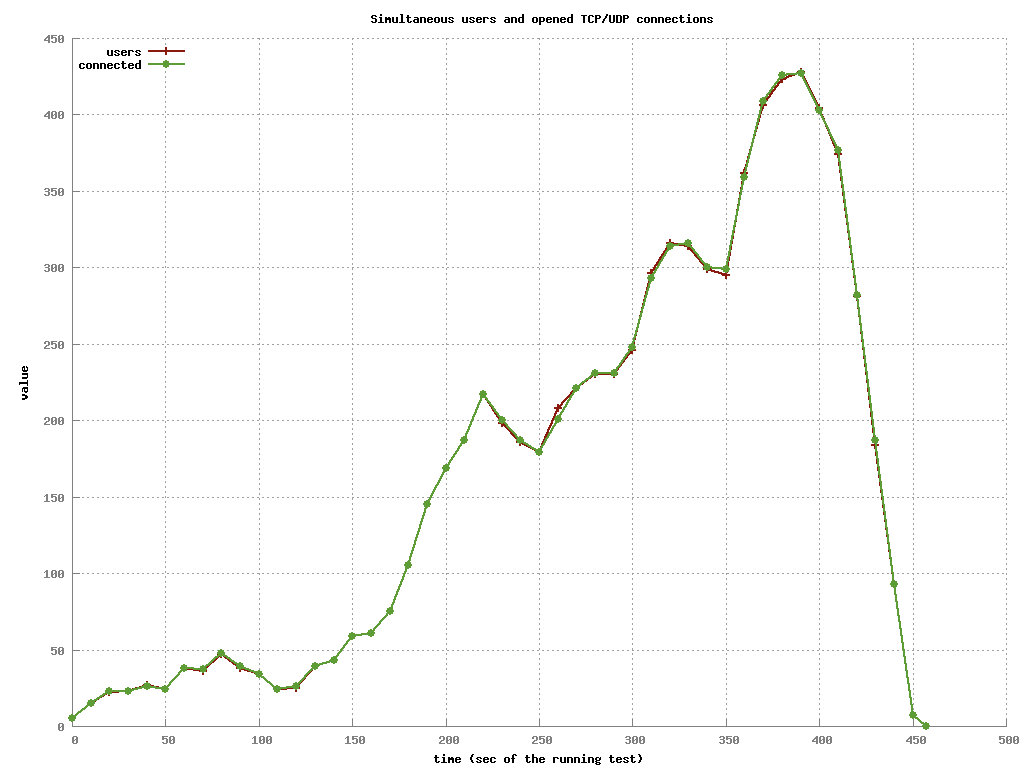 Simultaneous users and opened TCP/UDP connections
450
users
connected
400
350
300
250
value
200
150
100
50
0
0 50 100 150 200 250 300 350 400 450 500
time (sec of the running test)